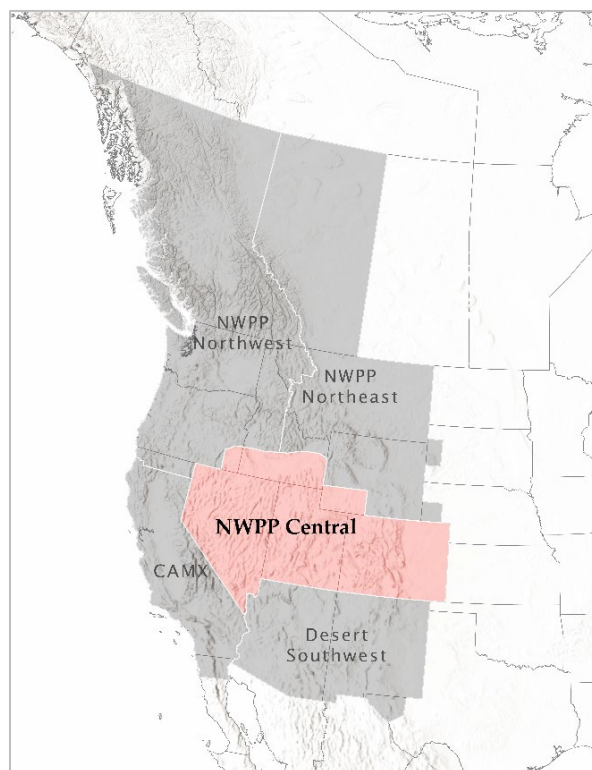 NWPP
Northwest
NWPP
Northeast
NWPP Central
CAMX
Desert
Southwest